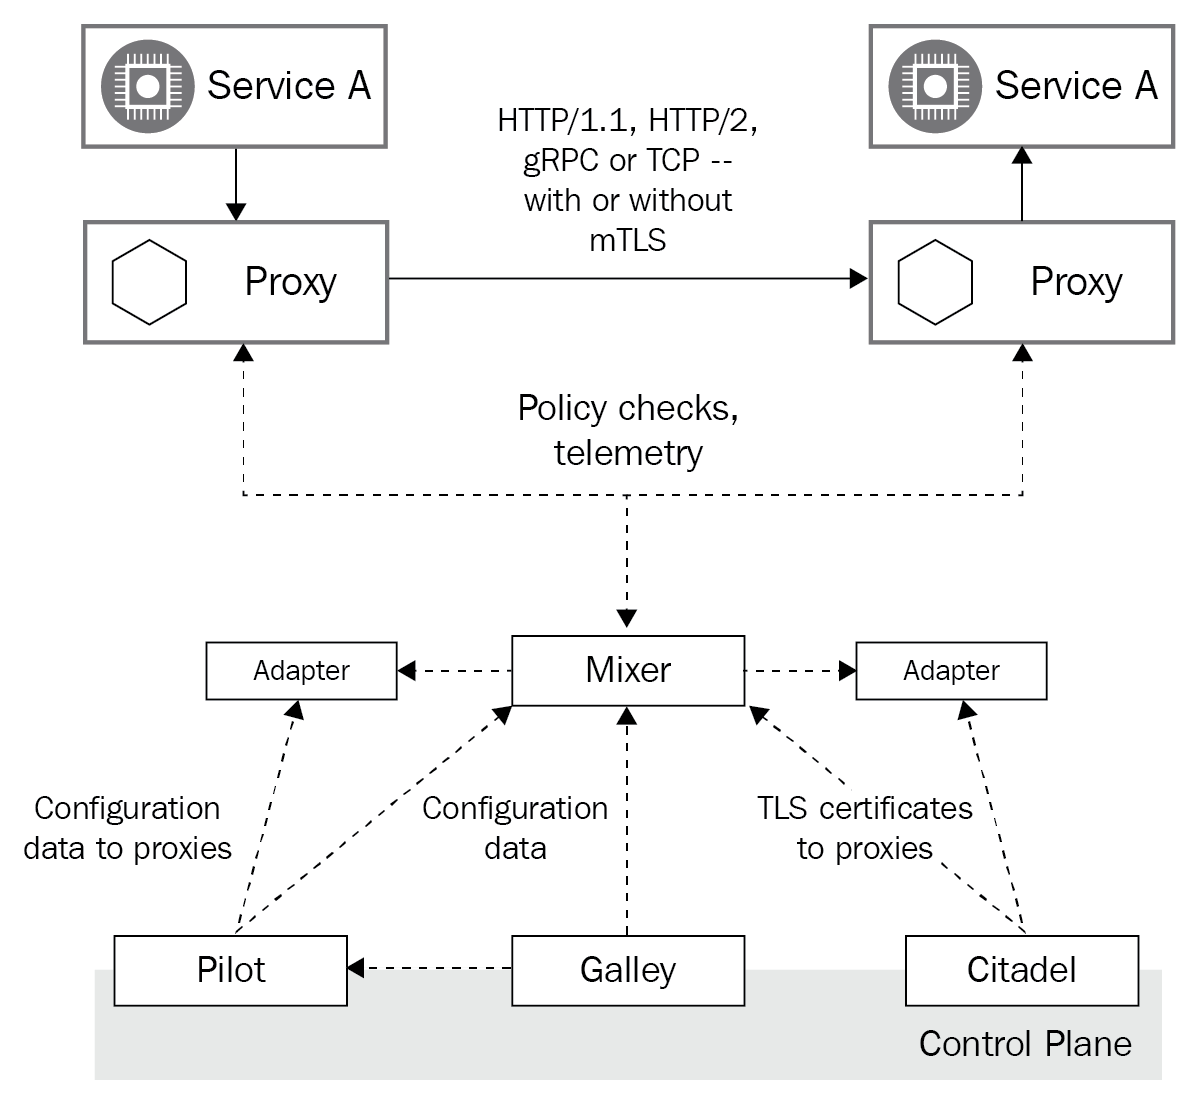 Service A
Service A
HTTP/1.1, HTTP/2,
gRPC or TCP --
with or without
mTLS
Proxy
Proxy
Policy checks,
telemetry
Adapter
Mixer
Adapter
Configuration
data to proxies
Configuration
data
TLS certificates
to proxies
Pilot
Galley
Citadel
Control Plane